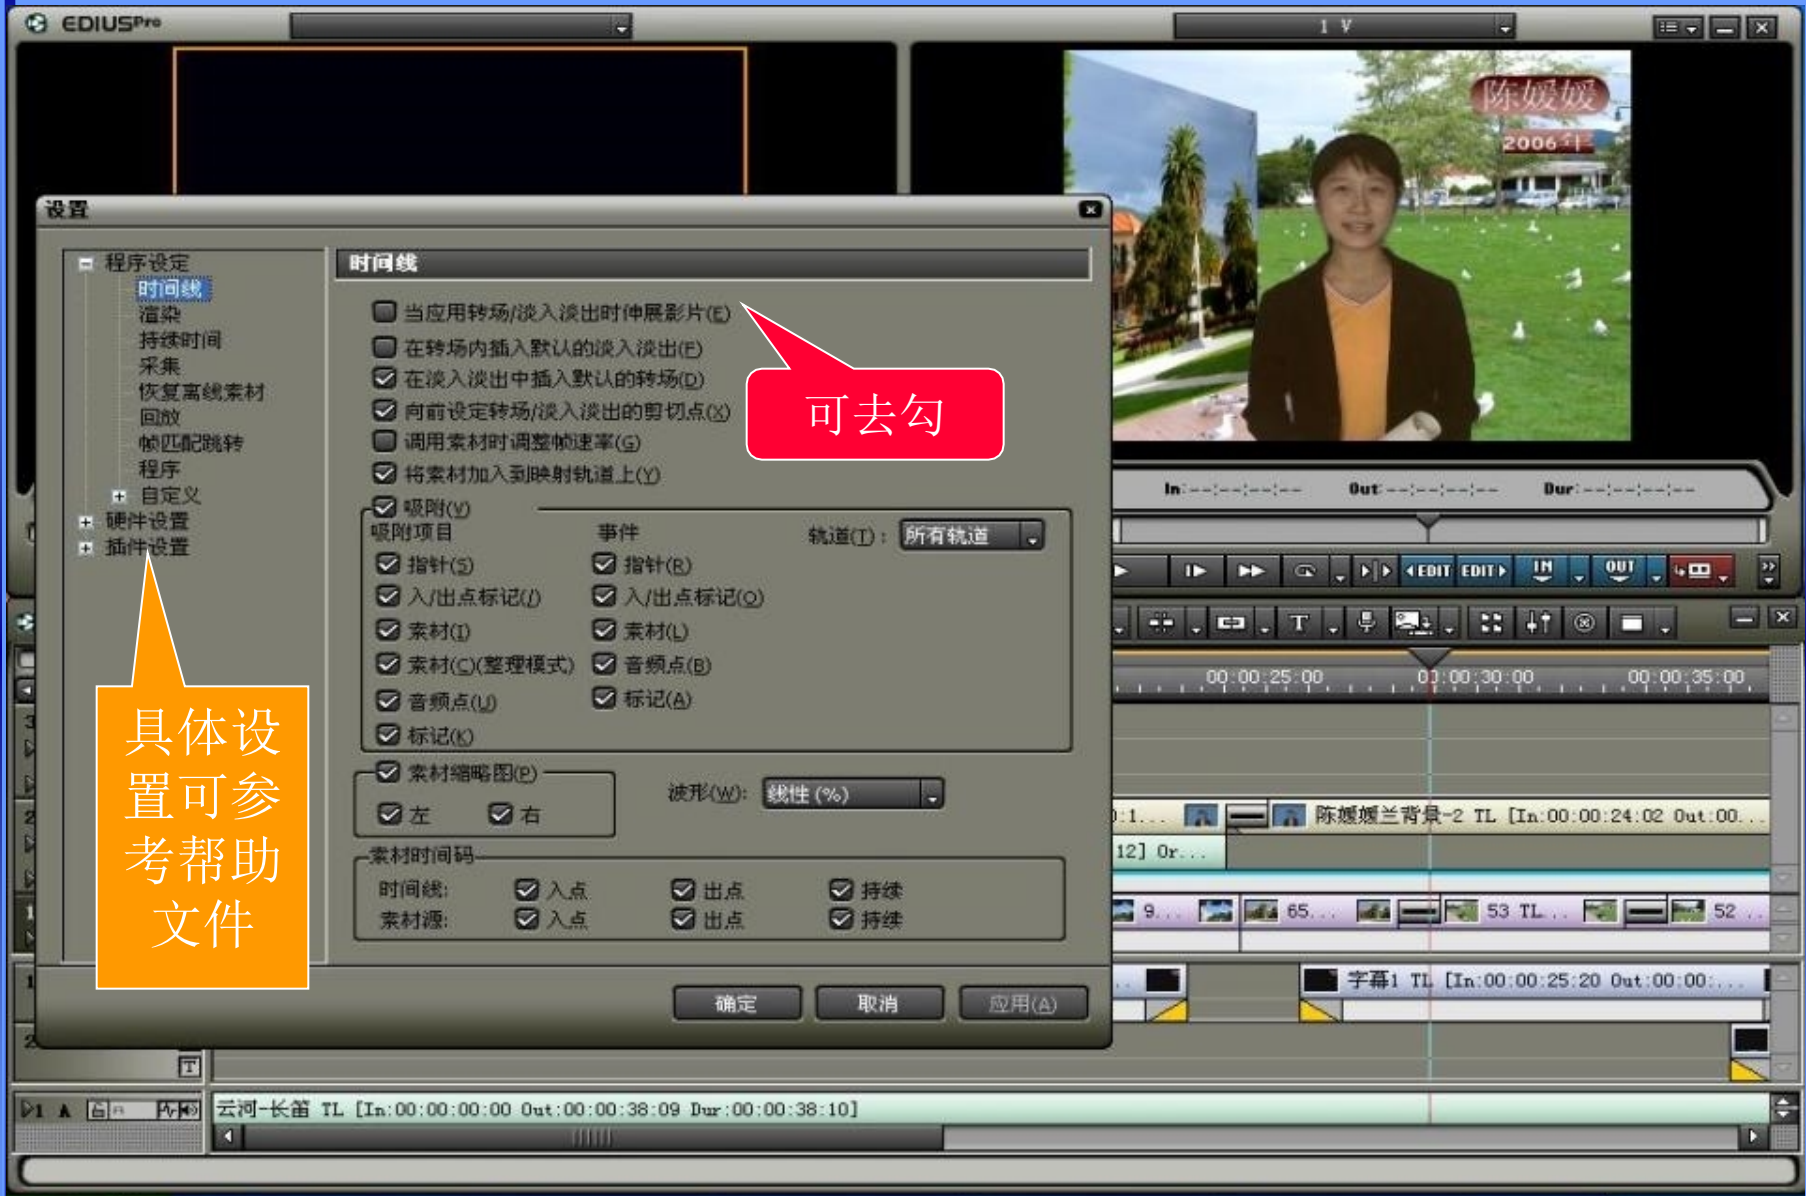 EDIUSPro
1 V
陈媛媛
2006年
设置
程序设定
时间线
渲染
持续时间
采集
恢复离线素材
回放
帧匹配跳转
程序
自定义
硬件设置
插件设置
时间线
当应用转场/淡入淡出时伸展影片(E)
在转场内插入默认的淡入淡出(F)
在淡入淡出中插入默认的转场(D)
向前设定转场/淡入淡出的剪切点(X)
调用素材时调整帧速率(G)
将素材加入到映射轨道上(Y)
可去勾
吸附(V)
吸附项目 事件 轨道(T): 所有轨道
指针(S) 指针(R)
入/出点标记(/) 入/出点标记(O)
素材(I) 素材(L)
素材(C)(整理模式) 音频点(B)
音频点(U) 标记(A)
标记(K)
素材缩略图(P)
左 右
波形(W): 线性 (%)
素材时间码
时间线: 入点 出点 持续
素材源: 入点 出点 持续
确定 取消 应用(A)
具体设
置可参
考帮助
文件
In:--:--:--:-- Out:--:--:--:-- Dur:--:--:--:--
EDIT EDIT IN OUT
T
00:00:25:00 00:00:30:00 00:00:35:00
:1... 陈媛媛兰背景-2 TL [In:00:00:24:02 Out:00...
12] Or...
9... 65... 53 TL... 52 ..
字幕1 TL [In:00:00:25:20 Out:00:00:...
T
1 A 云河-长笛 TL [In:00:00:00:00 Out:00:00:38:09 Dur:00:00:38:10]